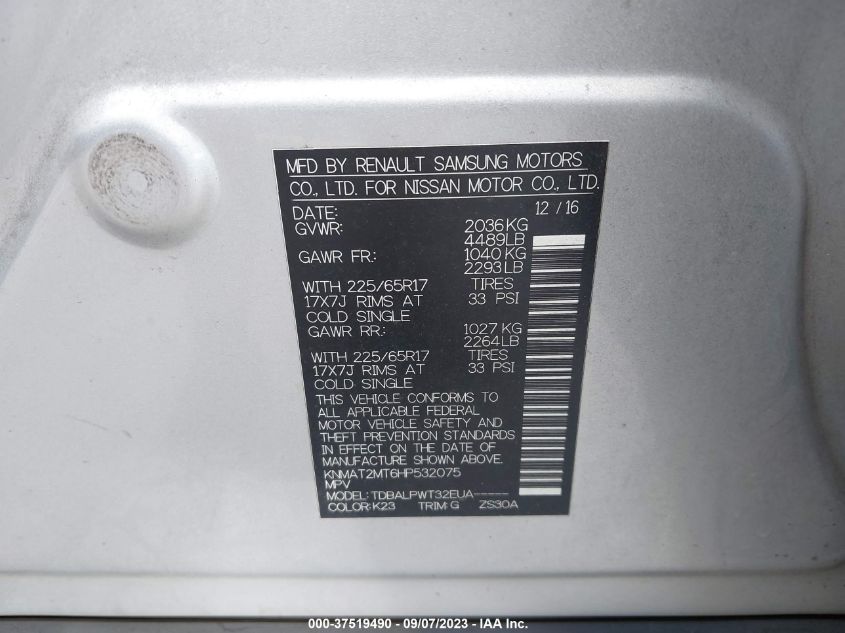 MFD BY RENAULT SAMSUNG MOTORS
CO., LTD. FOR NISSAN MOTOR CO., LTD.
DATE: 12 / 16
GVWR: 2036 KG
4489 LB
GAWR FR: 1040 KG
2293 LB
WITH 225/65R17 TIRES
17X7J RIMS AT 33 PSI
COLD SINGLE
GAWR RR: 1027 KG
2264 LB
WITH 225/65R17 TIRES
17X7J RIMS AT 33 PSI
COLD SINGLE
THIS VEHICLE CONFORMS TO
ALL APPLICABLE FEDERAL
MOTOR VEHICLE SAFETY AND
THEFT PREVENTION STANDARDS
IN EFFECT ON THE DATE OF
MANUFACTURE SHOWN ABOVE.
KNMAT2MT6HP532075
MPV
MODEL: TDBALPWT32EUA-----
COLOR: K23 TRIM: G ZS30A
000-37519490 - 09/07/2023 - IAA Inc.